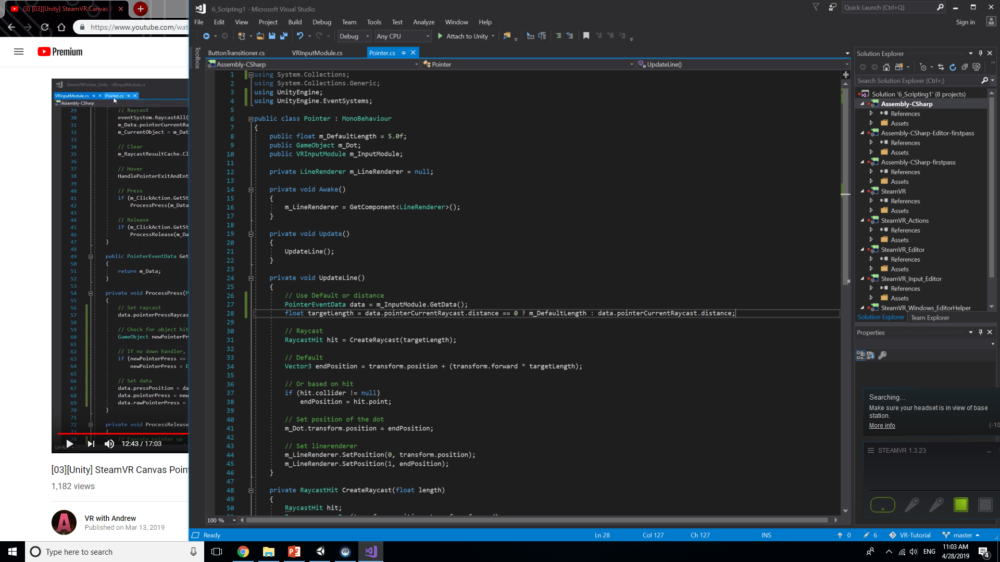 (3) [03][Unity] SteamVR Canvas P
https://www.youtube.com/wat
Premium
SteamVRPointer_Unity - VRInputModule.cs
VRInputModule.cs
Pointer.cs
Assembly-CSharp
29 // Raycast
30 eventSystem.RaycastAll(
31 m_Data.pointerCurrentRa
32 m_CurrentObject = m_Dat
33
34 // Clear
35 m_RaycastResultCache.Cl
36
37 // Hover
38 HandlePointerExitAndEnt
39
40 // Press
41 if (m_ClickAction.GetSt
42 ProcessPress(m_Data
43
44 // Release
45 if (m_ClickAction.GetSt
46 ProcessRelease(m_Da
47 }
48
49 public PointerEventData Get
50 {
51 return m_Data;
52 }
53
54 private void ProcessPress(P
55 {
56 // Set raycast
57 data.pointerPressRaycas
58
59 // Check for object hit
60 GameObject newPointerPr
61
62 // If no down handler,
63 if (newPointerPress ==
64 newPointerPress = E
65
66 // Set data
67 data.pressPosition = da
68 data.pointerPress = new
69 data.rawPointerPress =
70 }
71
72 private void ProcessRelease
73 {
74 // Execute pointer up
124 %
12:43 / 17:03
[03][Unity] SteamVR Canvas Poin
1,182 views
A
VR with Andrew
Published on Mar 13, 2019
6_Scripting1 - Microsoft Visual Studio
Quick Launch (Ctrl+Q)
File Edit View Project Build Debug Team Tools Test Analyze Window Help
Sign in
Debug Any CPU Attach to Unity
Toolbox
ButtonTransitioner.cs VRInputModule.cs Pointer.cs
Assembly-CSharp Pointer UpdateLine()
1 using System.Collections;
2 using System.Collections.Generic;
3 using UnityEngine;
4 using UnityEngine.EventSystems;
5
6 public class Pointer : MonoBehaviour
7 {
8 public float m_DefaultLength = 5.0f;
9 public GameObject m_Dot;
10 public VRInputModule m_InputModule;
11
12 private LineRenderer m_LineRenderer = null;
13
14 private void Awake()
15 {
16 m_LineRenderer = GetComponent<LineRenderer>();
17 }
18
19 private void Update()
20 {
21 UpdateLine();
22 }
23
24 private void UpdateLine()
25 {
26 // Use Default or distance
27 PointerEventData data = m_InputModule.GetData();
28 float targetLength = data.pointerCurrentRaycast.distance == 0 ? m_DefaultLength : data.pointerCurrentRaycast.distance;
29
30 // Raycast
31 RaycastHit hit = CreateRaycast(targetLength);
32
33 // Default
34 Vector3 endPosition = transform.position + (transform.forward * targetLength);
35
36 // Or based on hit
37 if (hit.collider != null)
38 endPosition = hit.point;
39
40 // Set position of the dot
41 m_Dot.transform.position = endPosition;
42
43 // Set linerenderer
44 m_LineRenderer.SetPosition(0, transform.position);
45 m_LineRenderer.SetPosition(1, endPosition);
46 }
47
48 private RaycastHit CreateRaycast(float length)
49 {
50 RaycastHit hit;
100 %
Solution Explorer
Search Solution Explorer (Ctrl+;)
Solution '6_Scripting1' (8 projects)
Assembly-CSharp
References
Assets
Assembly-CSharp-Editor-firstpass
References
Assets
Assembly-CSharp-firstpass
References
Assets
SteamVR
References
Assets
SteamVR_Actions
References
Assets
SteamVR_Editor
References
Assets
SteamVR_Input_Editor
References
Assets
SteamVR_Windows_EditorHelper
Solution Explorer Team Explorer
Properties
Searching...
Make sure your headset is in view of base
station.
More info
(-10
STEAMVR 1.3.23
Ready Ln 28 Col 127 Ch 127 INS 0 6 VR-Tutorial master
Type here to search
VR
ENG
11:03 AM
4/28/2019
4